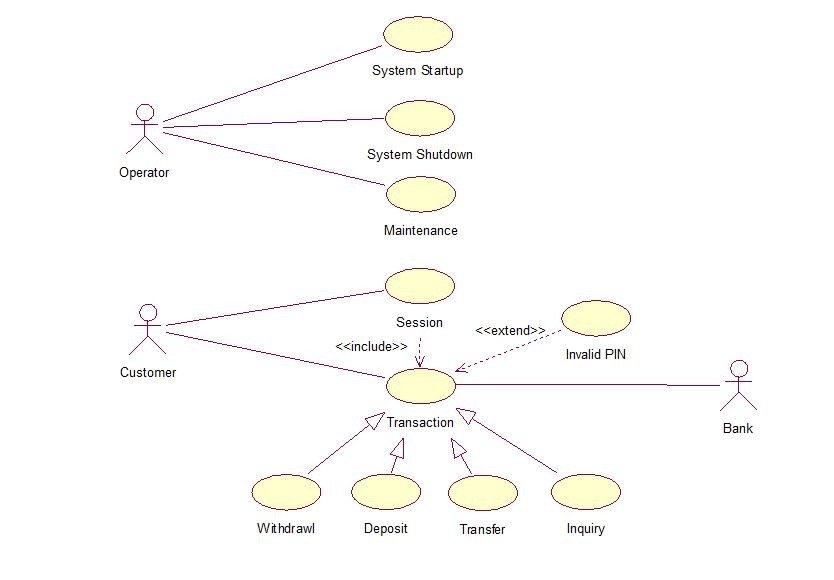 System Startup
System Shutdown
Operator
Maintenance
Session
<<extend>>
<<include>>
Invalid PIN
Customer
Transaction
Bank
Withdrawl
Deposit
Transfer
Inquiry